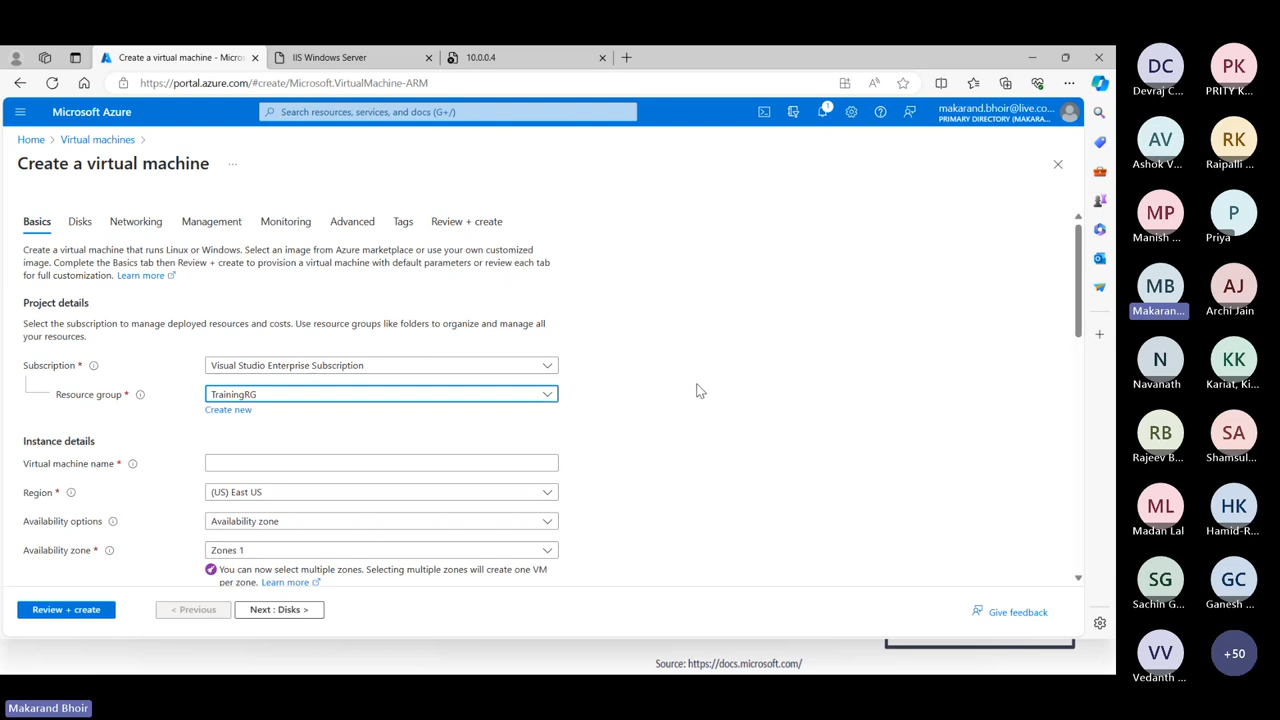 Create a virtual machine - Micros
IIS Windows Server
10.0.0.4
https://portal.azure.com/#create/Microsoft.VirtualMachine-ARM
Microsoft Azure
Search resources, services, and docs (G+/)
1
makarand.bhoir@live.co...
PRIMARY DIRECTORY (MAKARA...
Home > Virtual machines >
Create a virtual machine ...
Basics Disks Networking Management Monitoring Advanced Tags Review + create
Create a virtual machine that runs Linux or Windows. Select an image from Azure marketplace or use your own customized
image. Complete the Basics tab then Review + create to provision a virtual machine with default parameters or review each tab
for full customization. Learn more
Project details
Select the subscription to manage deployed resources and costs. Use resource groups like folders to organize and manage all
your resources.
Subscription * Visual Studio Enterprise Subscription
Resource group * TrainingRG
Create new
Instance details
Virtual machine name *
Region * (US) East US
Availability options Availability zone
Availability zone * Zones 1
You can now select multiple zones. Selecting multiple zones will create one VM
per zone. Learn more
Review + create < Previous Next : Disks > Give feedback
Source: https://docs.microsoft.com/
DC PK
Devraj C... PRITY K...
AV RK
Ashok V... Raipalli ...
MP P
Manish ... Priya
MB AJ
Makaran... Archi Jain
N KK
Navanath Kariat, Ki...
RB SA
Rajeev B... Shamsul...
ML HK
Madan Lal Hamid-R...
SG GC
Sachin G... Ganesh ...
VV +50
Vedanth ...
Makarand Bhoir